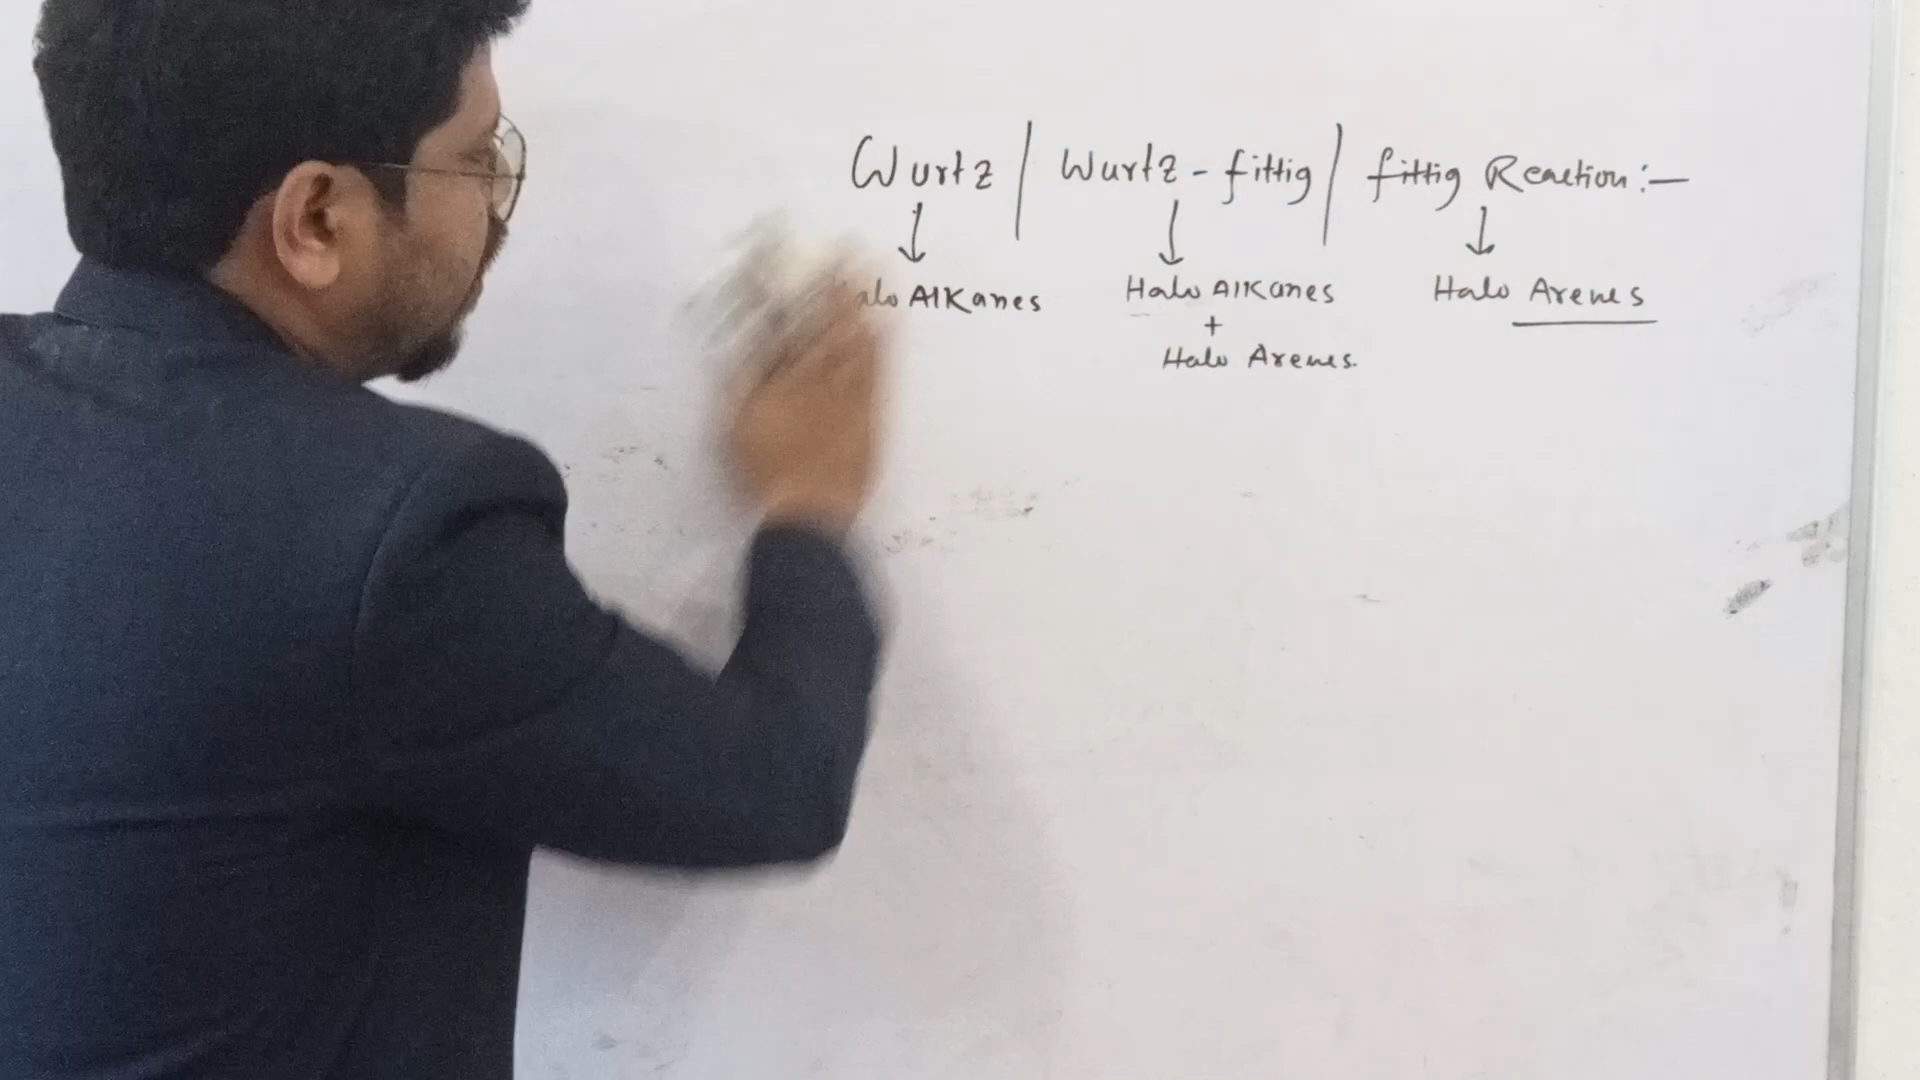 Wurtz / Wurtz - fittig / fittig Reaction :-
↓ ↓ ↓
Halo AlKanes Halo Arenes
AlKanes
+
Halo Arenes.